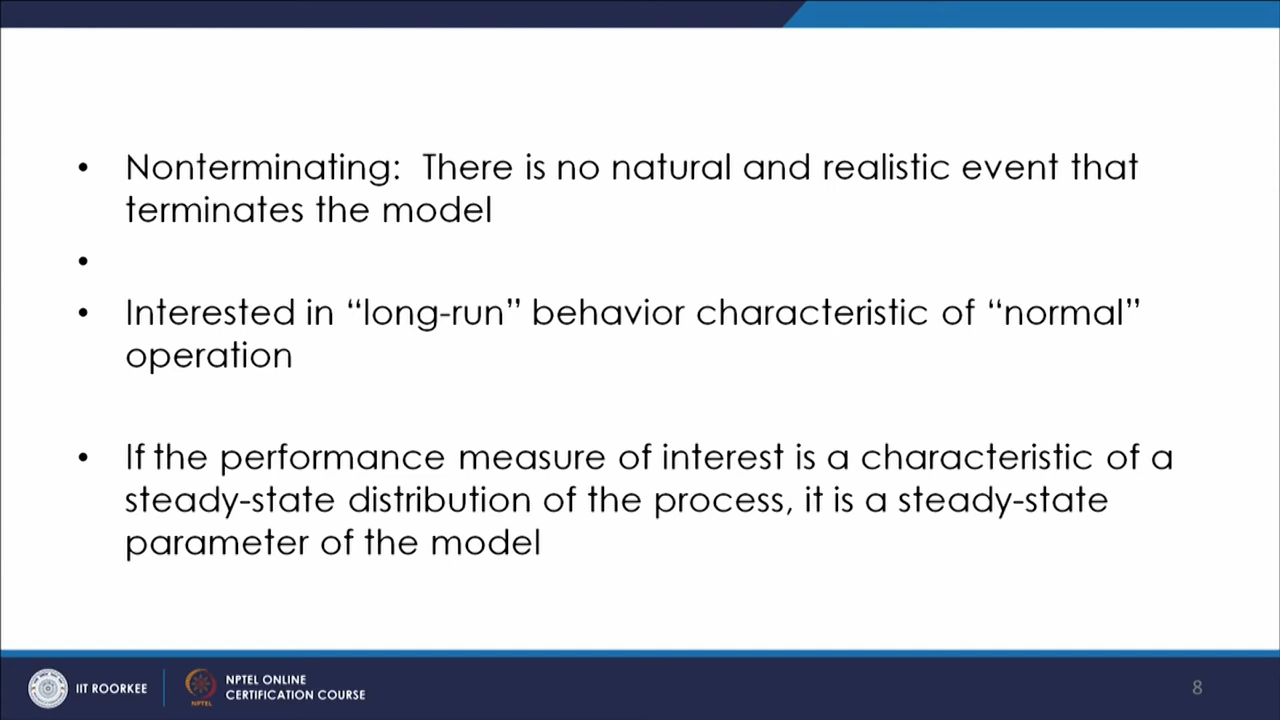 • Nonterminating:  There is no natural and realistic event that
terminates the model
•
• Interested in “long-run” behavior characteristic of “normal”
operation
• If the performance measure of interest is a characteristic of a
steady-state distribution of the process, it is a steady-state
parameter of the model
IIT ROORKEE
NPTEL
NPTEL ONLINE
CERTIFICATION COURSE
8